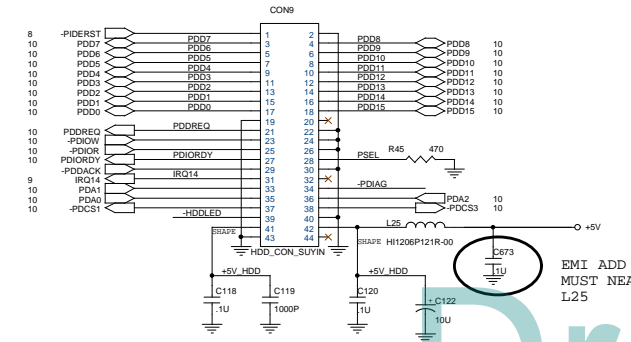 CON9
8 -PIDERST 1 2
10 PDD7 PDD7 3 4 PDD8 PDD8 10
10 PDD6 PDD6 5 6 PDD9 PDD9 10
10 PDD5 PDD5 7 8 PDD10 PDD10 10
10 PDD4 PDD4 9 10 PDD11 PDD11 10
10 PDD3 PDD3 11 12 PDD12 PDD12 10
10 PDD2 PDD2 13 14 PDD13 PDD13 10
10 PDD1 PDD1 15 16 PDD14 PDD14 10
10 PDD0 PDD0 17 18 PDD15 PDD15 10
19 20
10 PDDREQ PDDREQ 21 22
10 -PDIOW 23 24
10 -PDIOR 25 26
10 PDIORDY PDIORDY 27 28 PSEL R45 470
10 -PDDACK 29 30
9 IRQ14 IRQ14 31 32
10 PDA1 33 34 -PDIAG
10 PDA0 35 36 PDA2 10
10 -PDCS1 37 38 -PDCS3 10
-HDDLED 39 40
SHAPE 41 42 L25 +5V
43 44 SHAPE HI1206P121R-00
HDD_CON_SUYIN
C673
.1U
EMI ADD
MUST NEA
L25
+5V_HDD +5V_HDD
C118 C119 C120 C122
.1U 1000P .1U + 10U
Dr